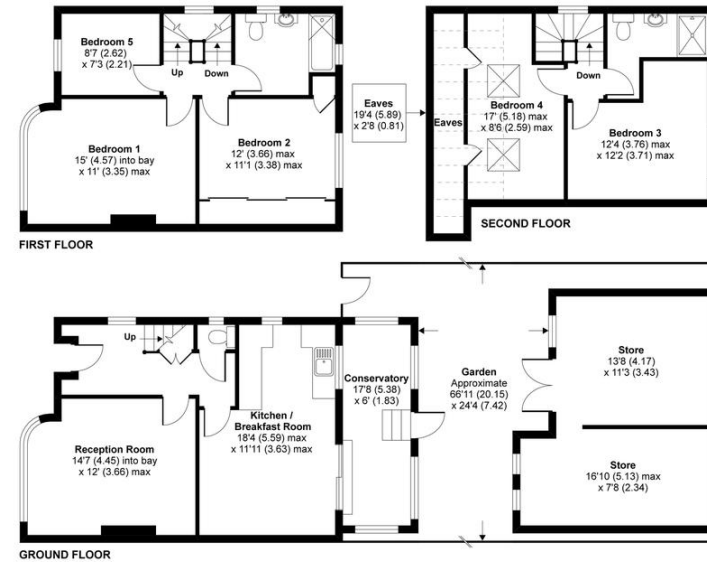 Bedroom 5
8'7 (2.62)
x 7'3 (2.21)
Up
Down
Bedroom 1
15' (4.57) into bay
x 11' (3.35) max
Bedroom 2
12' (3.66) max
x 11'1 (3.38) max
FIRST FLOOR
Eaves
19'4 (5.89)
x 2'8 (0.81)
Eaves
Bedroom 4
17' (5.18) max
x 8'6 (2.59) max
Down
Bedroom 3
12'4 (3.76) max
x 12'2 (3.71) max
SECOND FLOOR
Up
Reception Room
14'7 (4.45) into bay
x 12' (3.66) max
Kitchen /
Breakfast Room
18'4 (5.59) max
x 11'11 (3.63) max
Conservatory
17'8 (5.38)
x 6' (1.83)
Garden
Approximate
66'11 (20.15)
x 24'4 (7.42)
Store
13'8 (4.17)
x 11'3 (3.43)
Store
16'10 (5.13) max
x 7'8 (2.34)
GROUND FLOOR